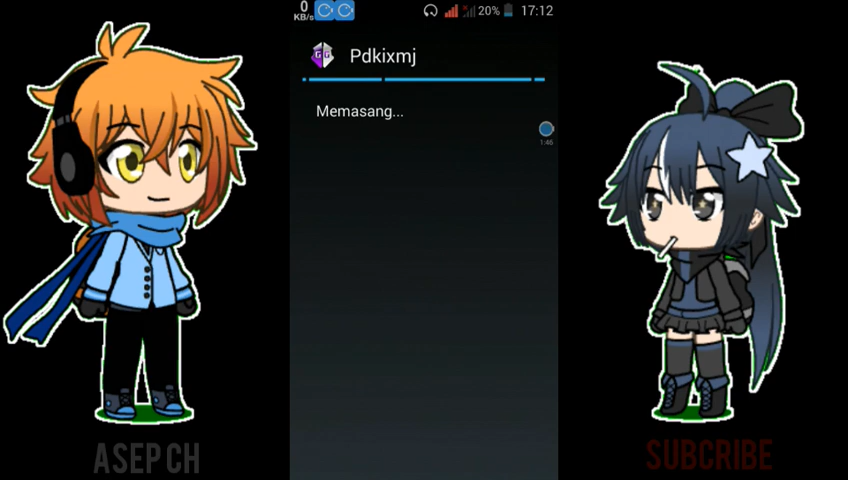 0
KB/s
20%
17:12
Pdkixmj
Memasang...
1:46
ASEP CH
SUBCRIBE